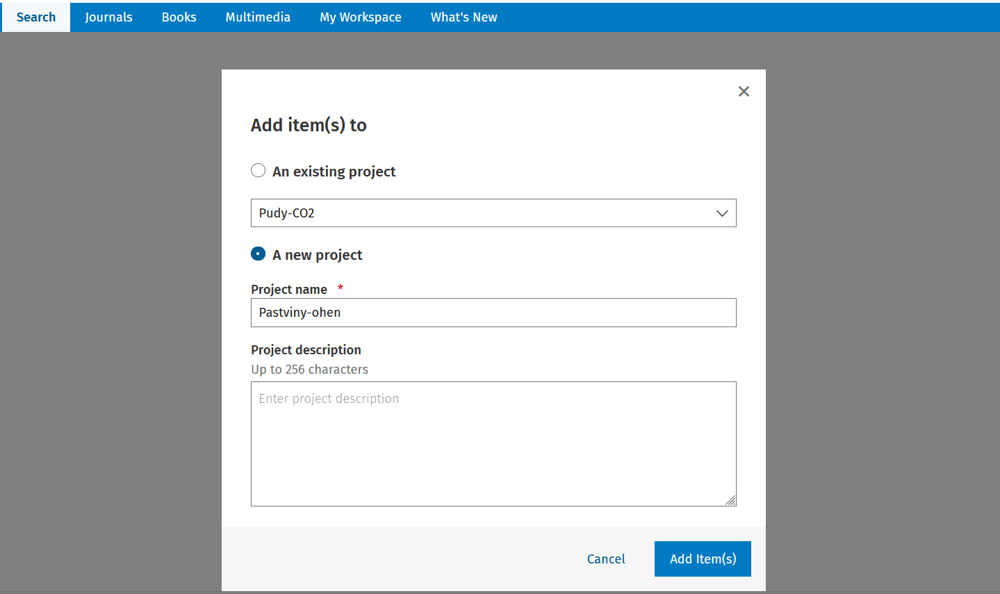 Search Journals Books Multimedia My Workspace What's New
Add item(s) to
An existing project
Pudy-CO2
A new project
Project name *
Pastviny-ohen
Project description
Up to 256 characters
Enter project description
Cancel Add Item(s)